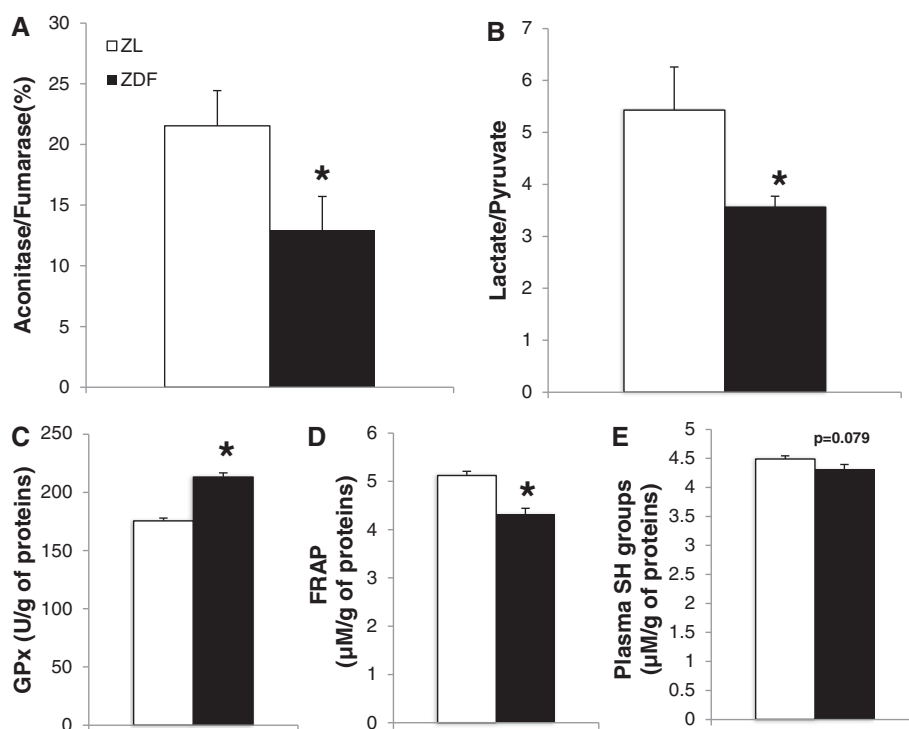 A
Aconitase/Fumarase(%)
30
25
20
15
10
5
0
ZL
ZDF
*
B
Lactate/Pyruvate
7
6
5
4
3
2
1
0
*
C
GPx (U/g of proteins)
250
200
150
100
50
0
*
D
FRAP
(µM/g of proteins)
6
5
4
3
2
1
0
*
E
Plasma SH groups
(µM/g of proteins)
5
4.5
4
3.5
3
2.5
2
1.5
1
0.5
0
p=0.079